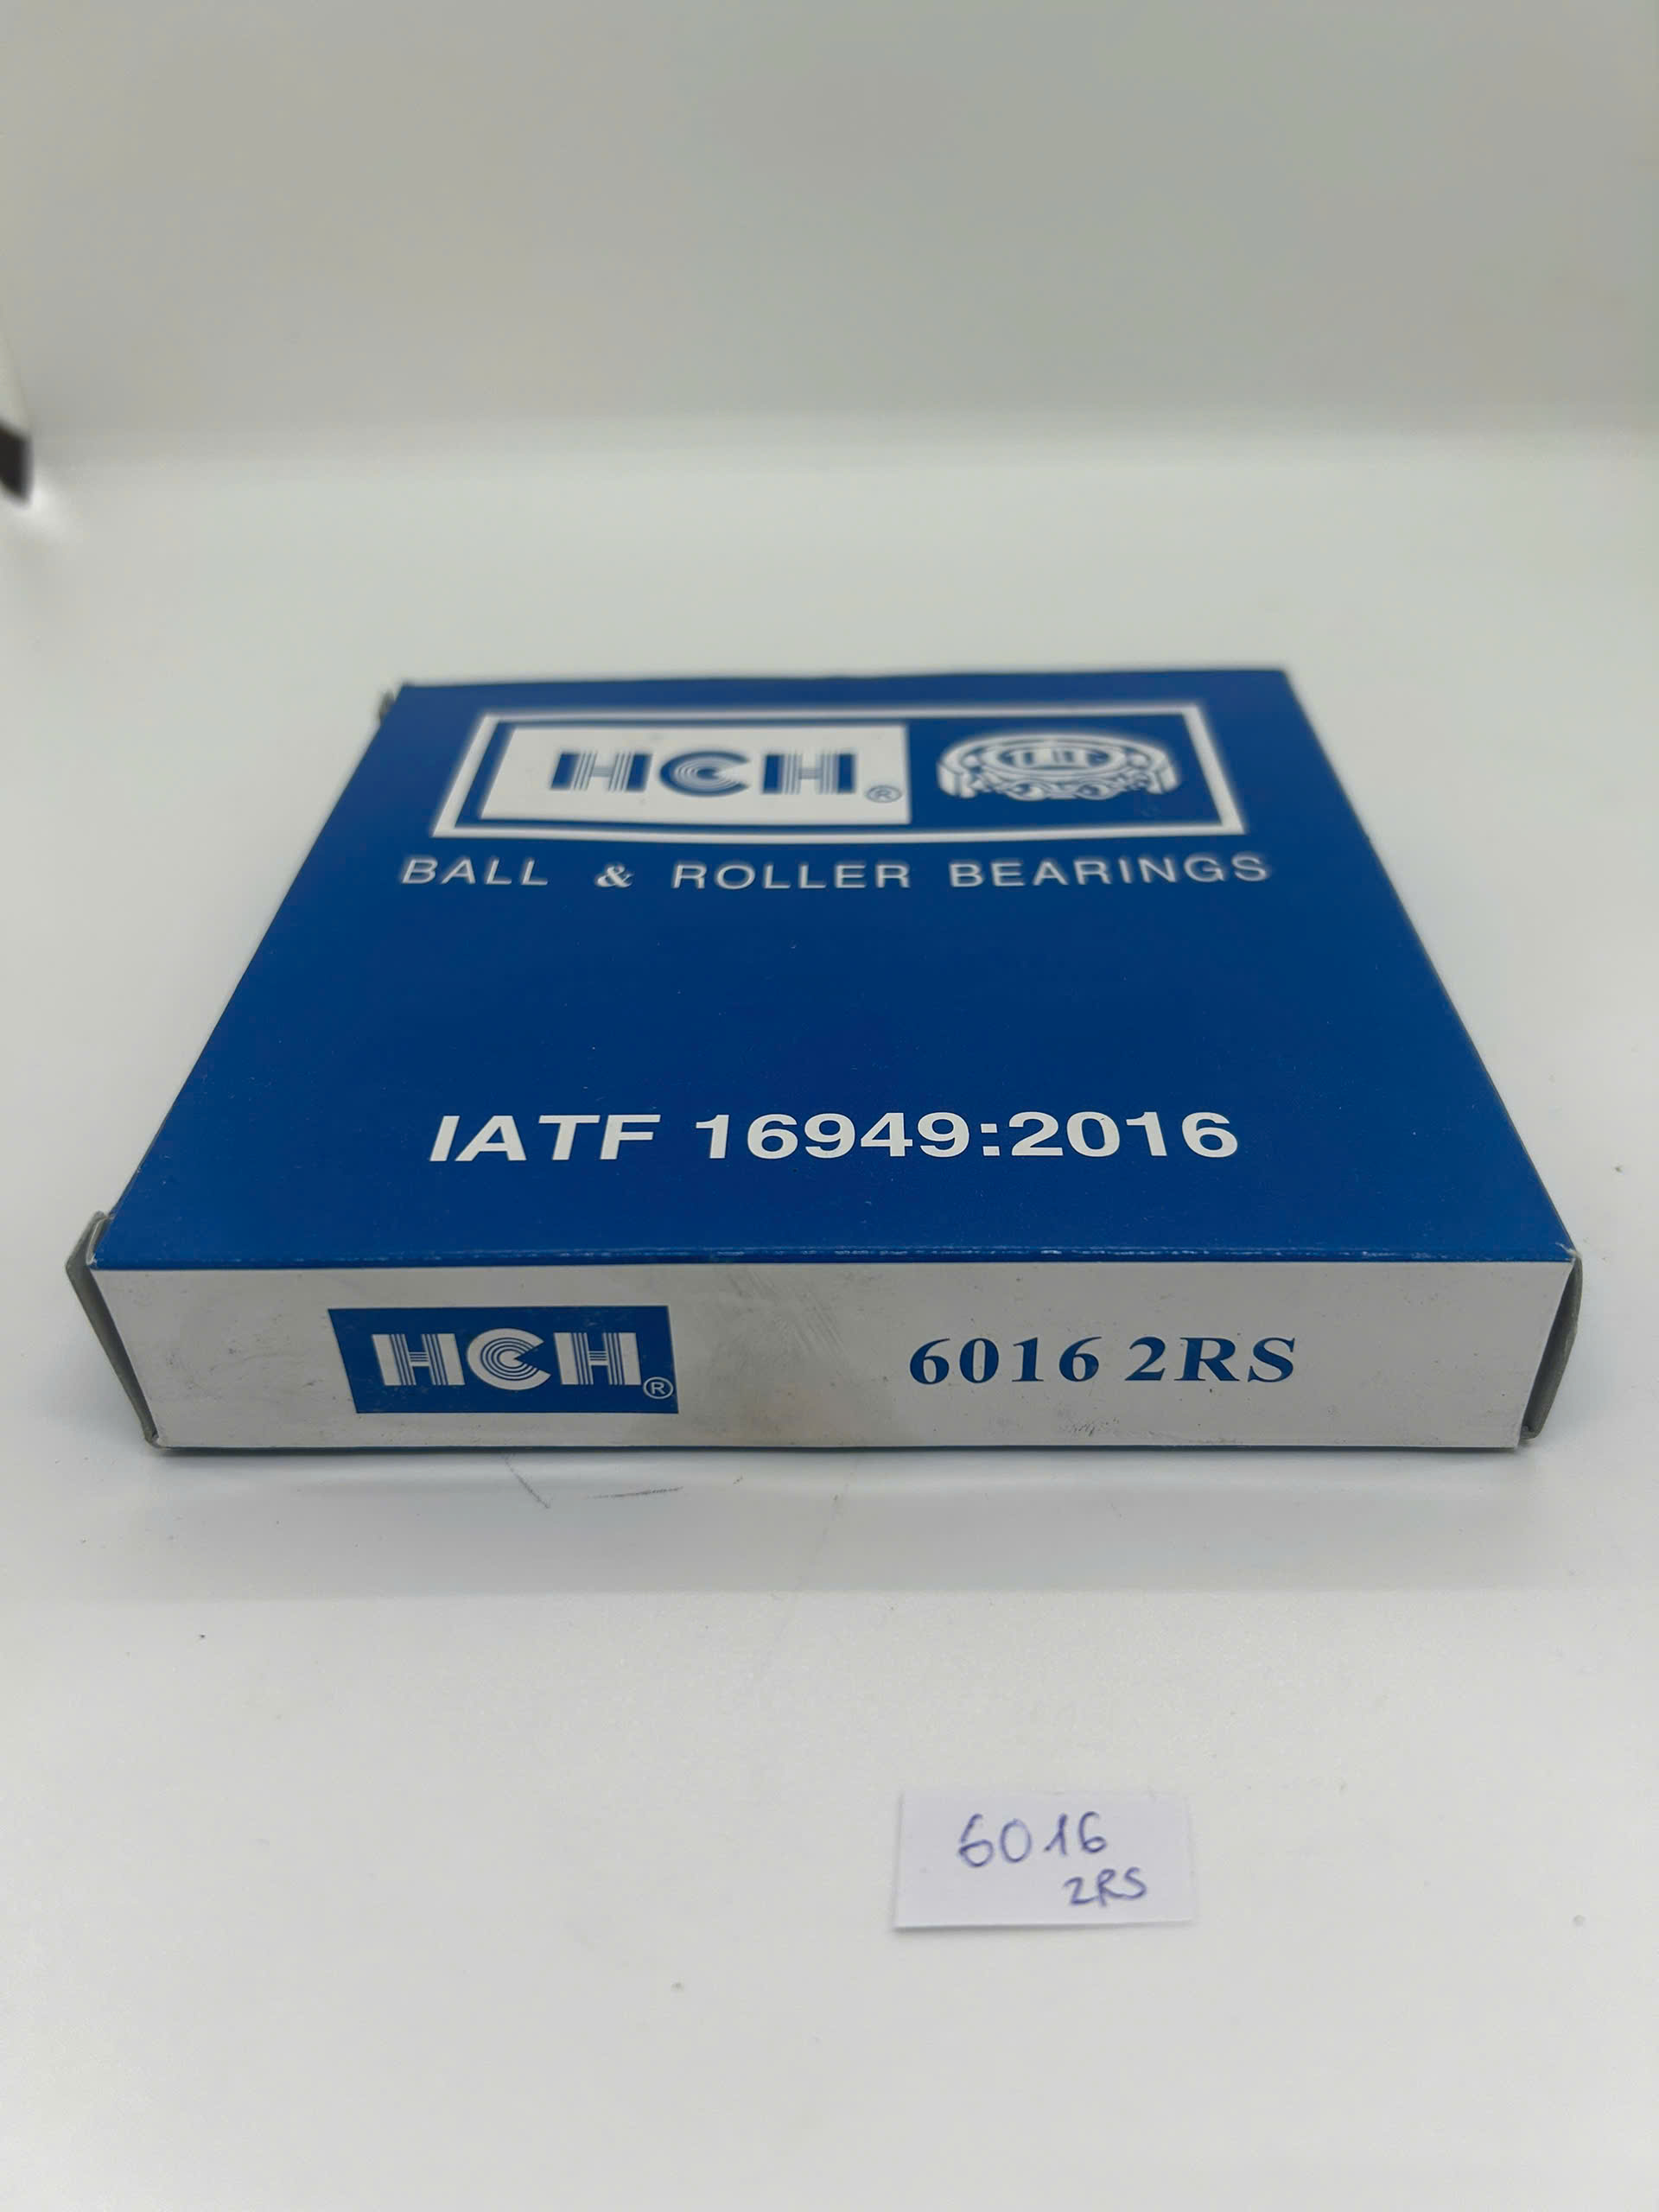 HCH®
BALL & ROLLER BEARINGS
IATF 16949:2016
HCH®
6016 2RS
6016
2RS